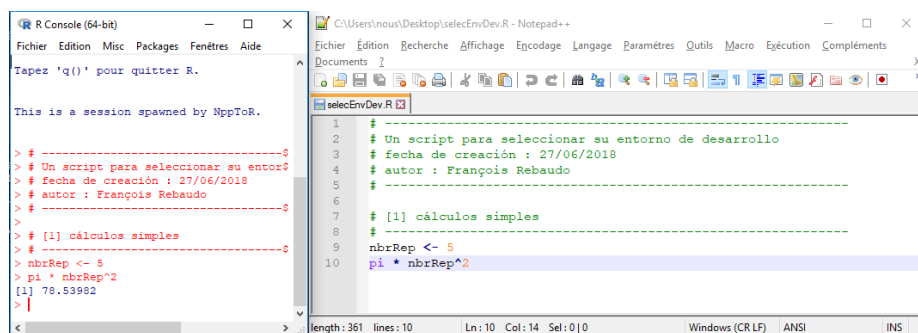 R Console (64-bit)
Fichier Edition Misc Packages Fenêtres Aide
Tapez 'q()' pour quitter R.
This is a session spawned by NppToR.
> # -----------------------------------$
> # Un script para seleccionar su entor$
> # fecha de creación : 27/06/2018
> # autor : François Rebaudo
> # -----------------------------------$
>
> # [1] cálculos simples
> # -----------------------------------$
> nbrRep <- 5
> pi * nbrRep^2
[1] 78.53982
>
C:\Users\nous\Desktop\selecEnvDev.R - Notepad++
Fichier Édition Recherche Affichage Encodage Langage Paramétres Outils Macro Exécution Compléments
Documents ? X
selecEnvDev.R
1 # ------------------------------------------------------------
2 # Un script para seleccionar su entorno de desarrollo
3 # fecha de creación : 27/06/2018
4 # autor : François Rebaudo
5 # ------------------------------------------------------------
6
7 # [1] cálculos simples
8 # ------------------------------------------------------------
9 nbrRep <- 5
10 pi * nbrRep^2
length : 361 lines : 10 Ln : 10 Col : 14 Sel : 0 | 0 Windows (CR LF) ANSI INS